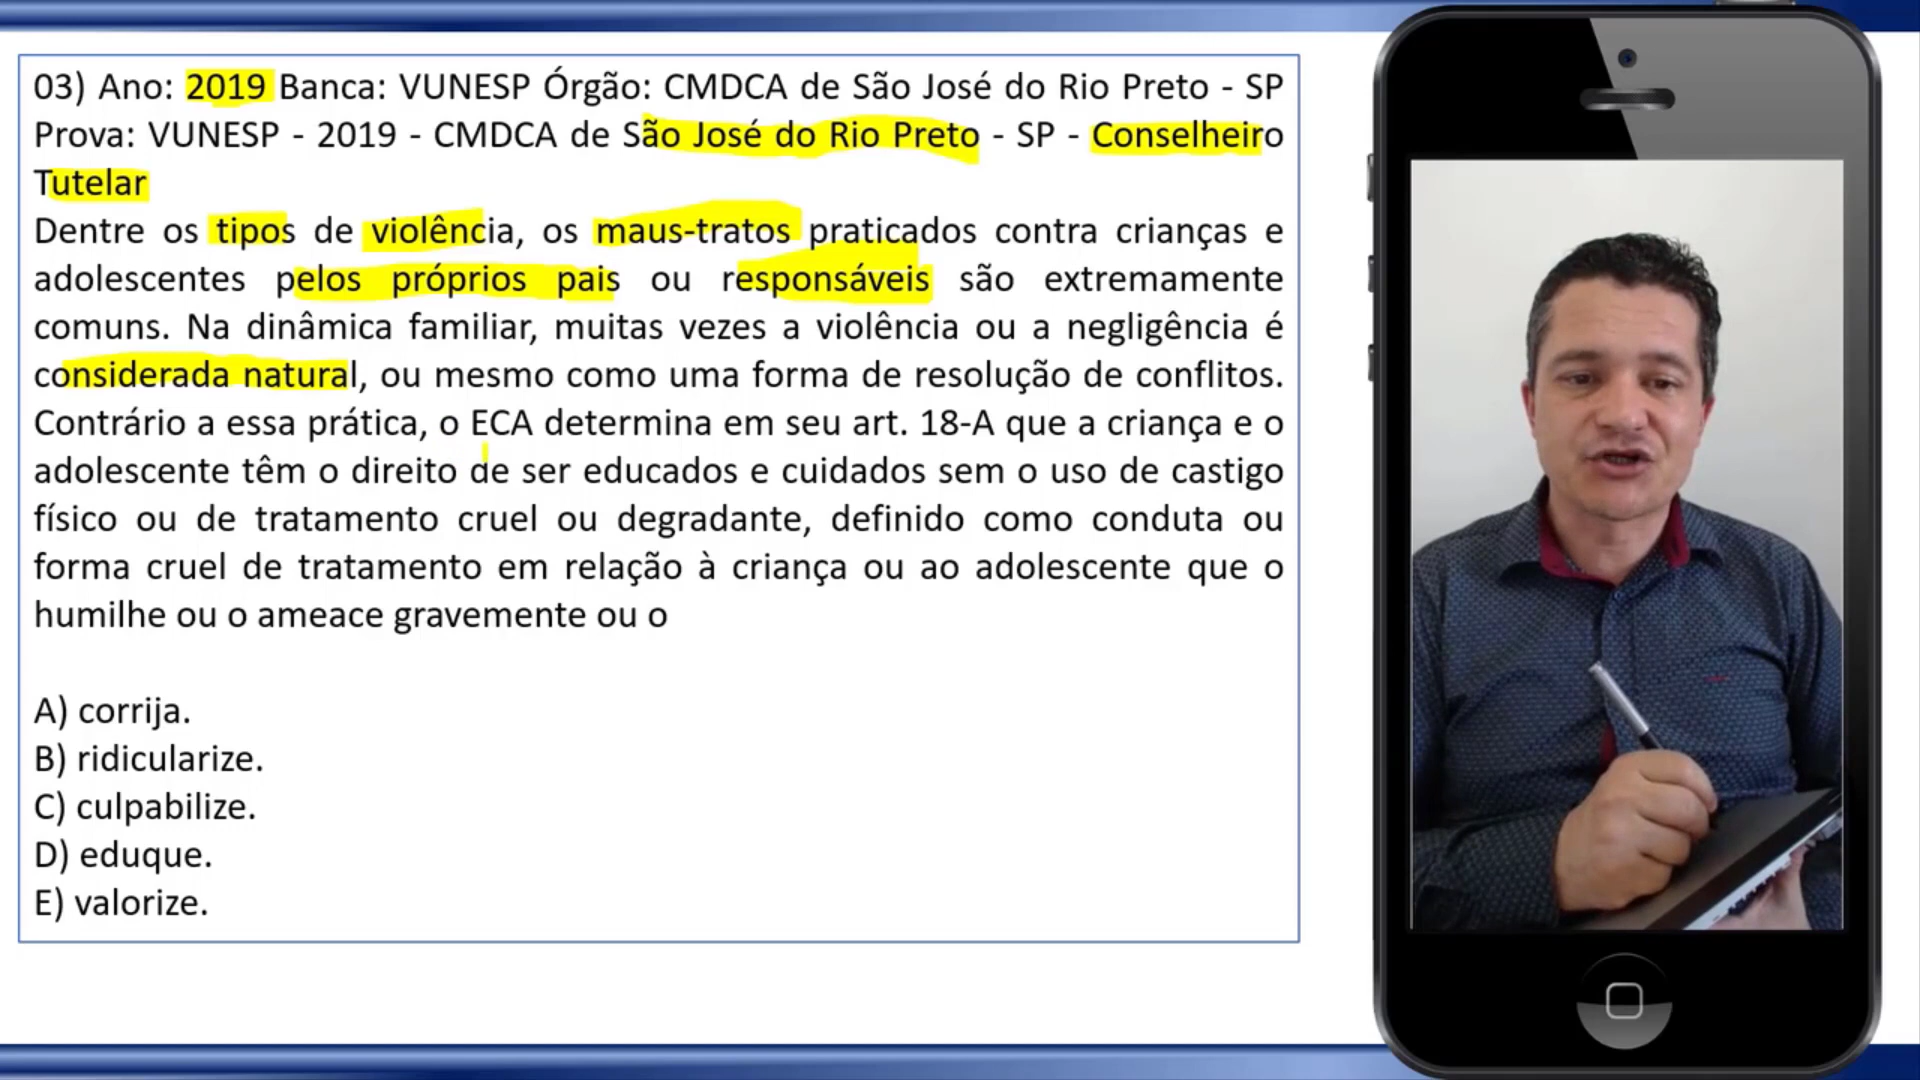 03) Ano: 2019 Banca: VUNESP Órgão: CMDCA de São José do Rio Preto - SP
Prova: VUNESP - 2019 - CMDCA de São José do Rio Preto - SP - Conselheiro
Tutelar
Dentre os tipos de violência, os maus-tratos praticados contra crianças e
adolescentes pelos próprios pais ou responsáveis são extremamente
comuns. Na dinâmica familiar, muitas vezes a violência ou a negligência é
considerada natural, ou mesmo como uma forma de resolução de conflitos.
Contrário a essa prática, o ECA determina em seu art. 18-A que a criança e o
adolescente têm o direito de ser educados e cuidados sem o uso de castigo
físico ou de tratamento cruel ou degradante, definido como conduta ou
forma cruel de tratamento em relação à criança ou ao adolescente que o
humilhe ou o ameace gravemente ou o
A) corrija.
B) ridicularize.
C) culpabilize.
D) eduque.
E) valorize.